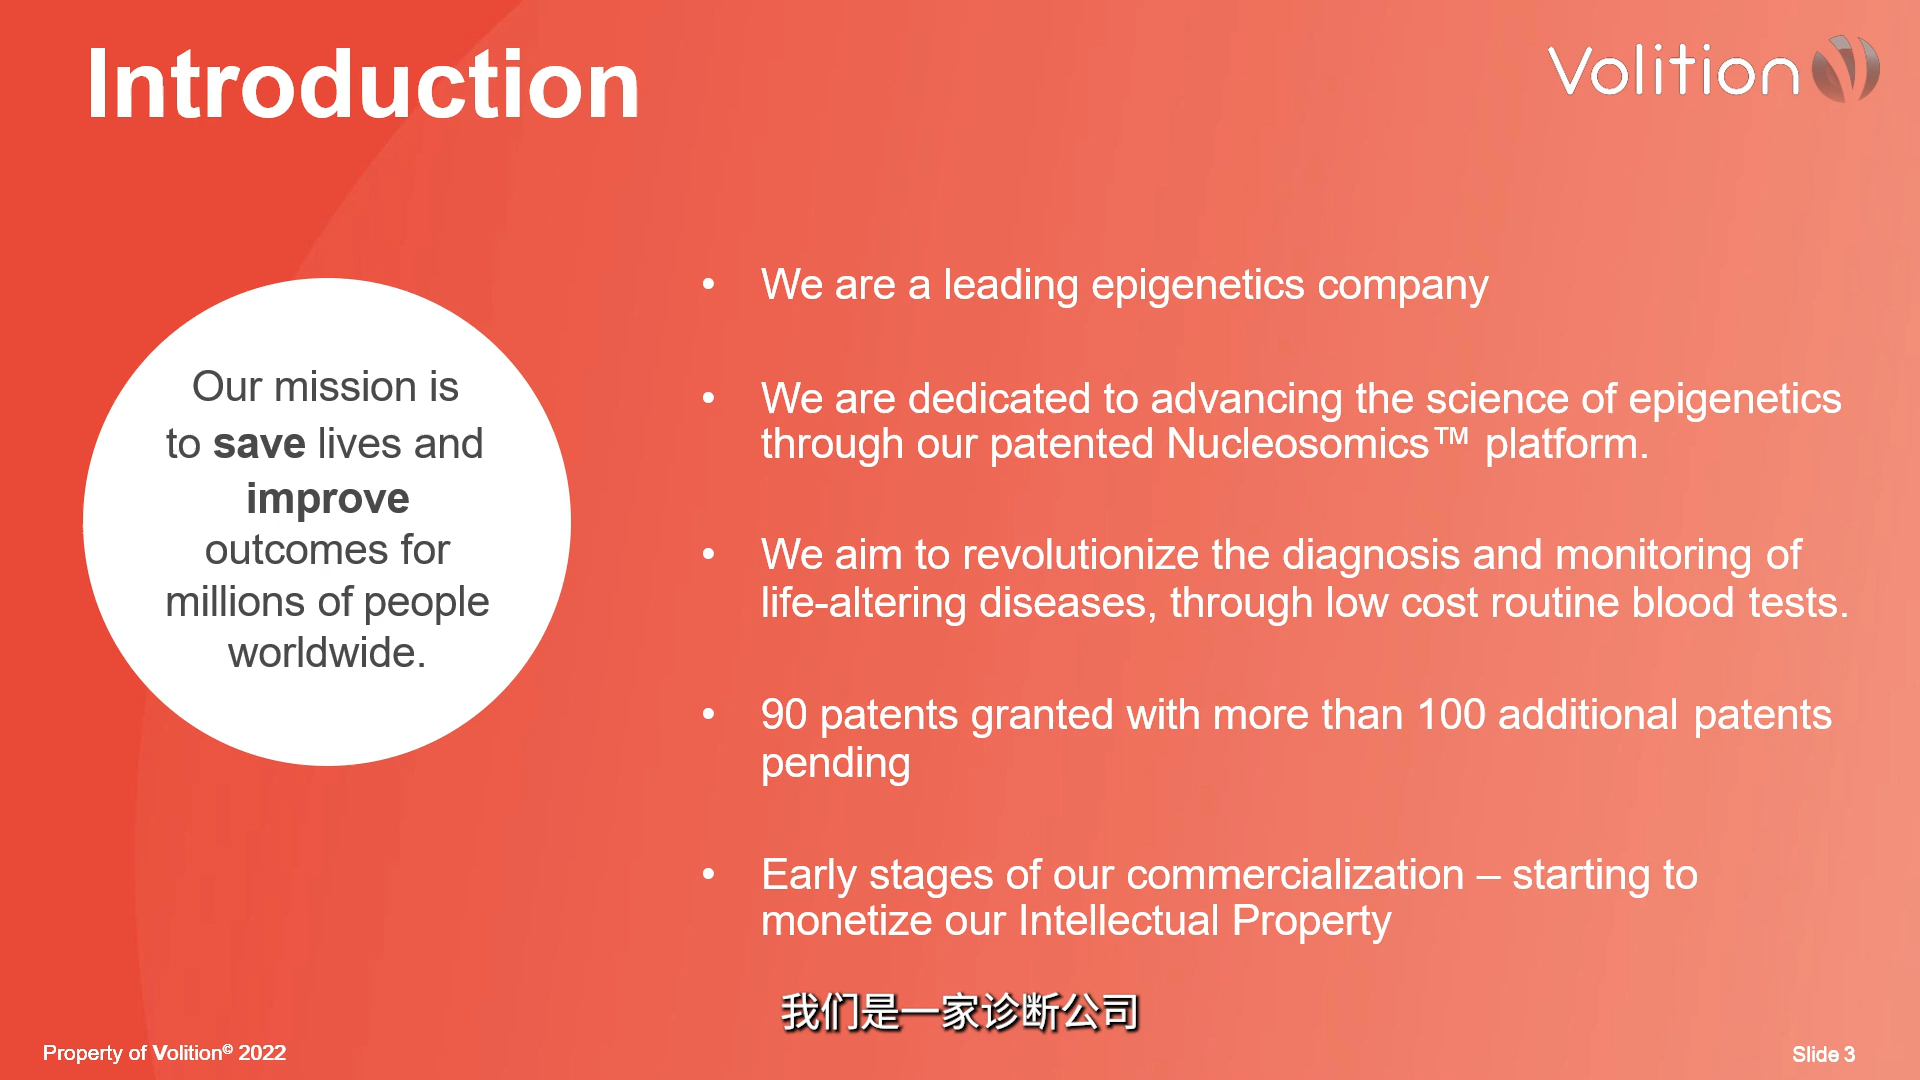 Introduction
Volition
Our mission is
to save lives and
improve
outcomes for
millions of people
worldwide.
• We are a leading epigenetics company
• We are dedicated to advancing the science of epigenetics
through our patented Nucleosomics™ platform.
• We aim to revolutionize the diagnosis and monitoring of
life-altering diseases, through low cost routine blood tests.
• 90 patents granted with more than 100 additional patents
pending
• Early stages of our commercialization – starting to
monetize our Intellectual Property
我们是一家诊断公司
Property of Volition© 2022
Slide 3